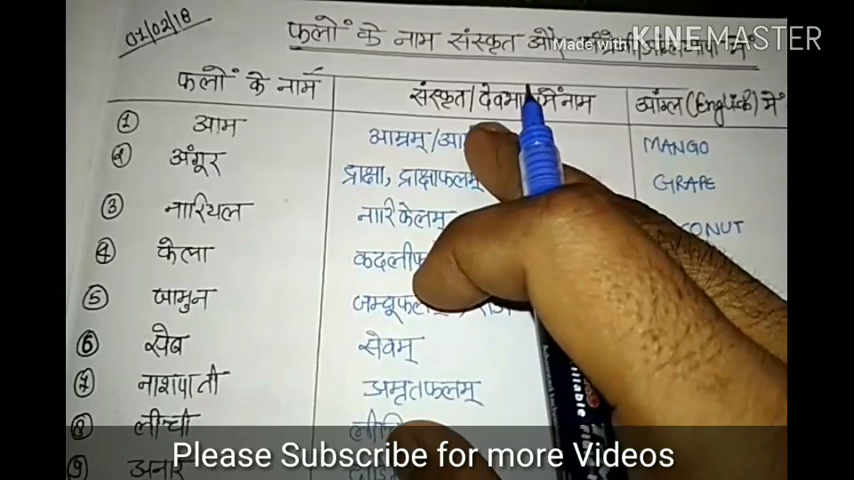 07/02/18
फलों के नाम संस्कृत और में
Made with KINEMASTER
फलों के नाम संस्कृत/देवभा में नाम आंग्ल (English) में
① आम आम्रम्/आ MANGO
② अंगूर द्राक्षा, द्राक्षाफलम् GRAPE
③ नारियल नारिकेलम् CONUT
④ केला कदलीफ
⑤ जामुन जम्बूफल
⑥ सेब सेवम्
⑦ नाशपाती अमृतफलम्
⑧ लीची लीचि
⑨ अनार
Please Subscribe for more Videos